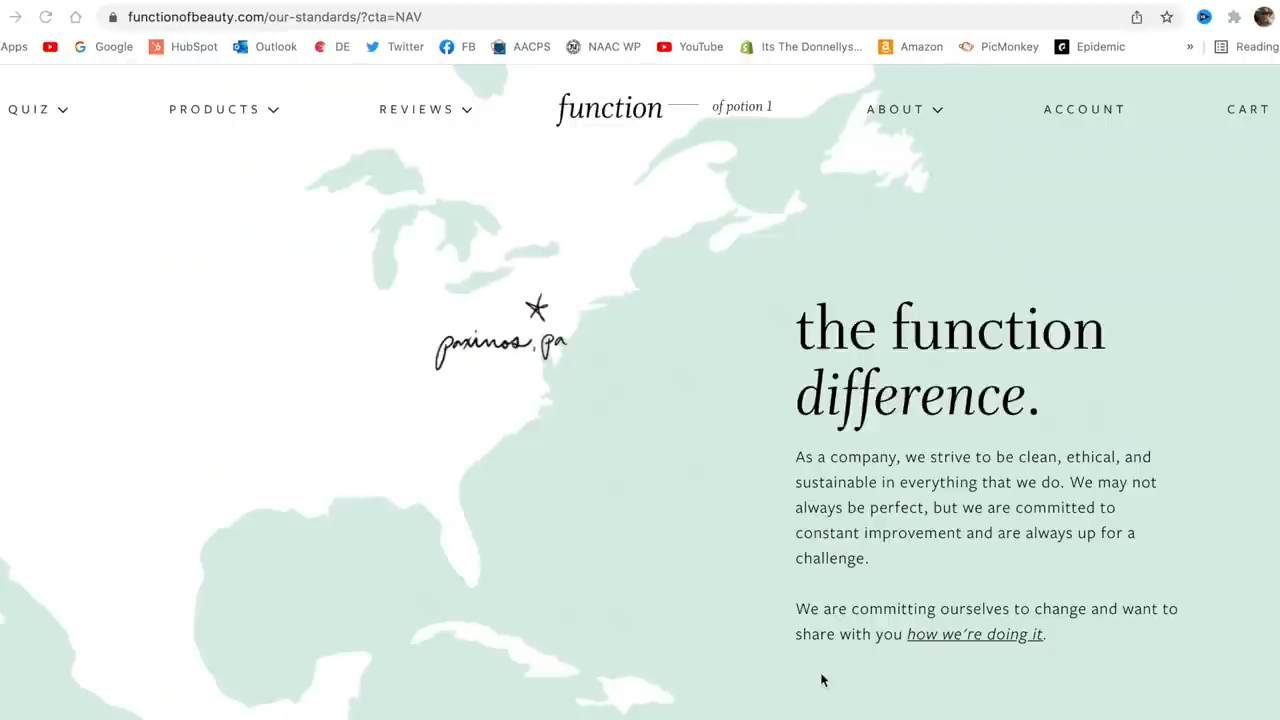 functionofbeauty.com/our-standards/?cta=NAV
Apps Google HubSpot Outlook DE Twitter FB AACPS NAAC WP YouTube Its The Donnellys... Amazon PicMonkey Epidemic » Reading
QUIZ PRODUCTS REVIEWS function of potion 1 ABOUT ACCOUNT CART
paxinos, pa
the function
difference.
As a company, we strive to be clean, ethical, and
sustainable in everything that we do. We may not
always be perfect, but we are committed to
constant improvement and are always up for a
challenge.
We are committing ourselves to change and want to
share with you how we're doing it.